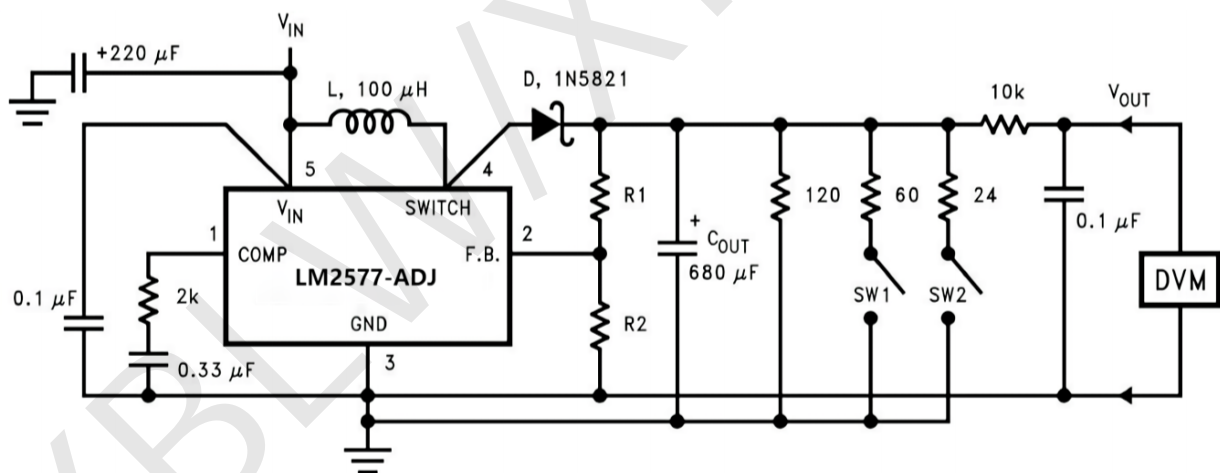 V_IN
+220 μF
L, 100 μH
D, 1N5821
10k
V_OUT
5
4
V_IN
SWITCH
R1
120
60
24
0.1 μF
1
COMP
F.B.
2
+
C_OUT
680 μF
LM2577-ADJ
DVM
0.1 μF
2k
SW1
SW2
GND
R2
0.33 μF
3